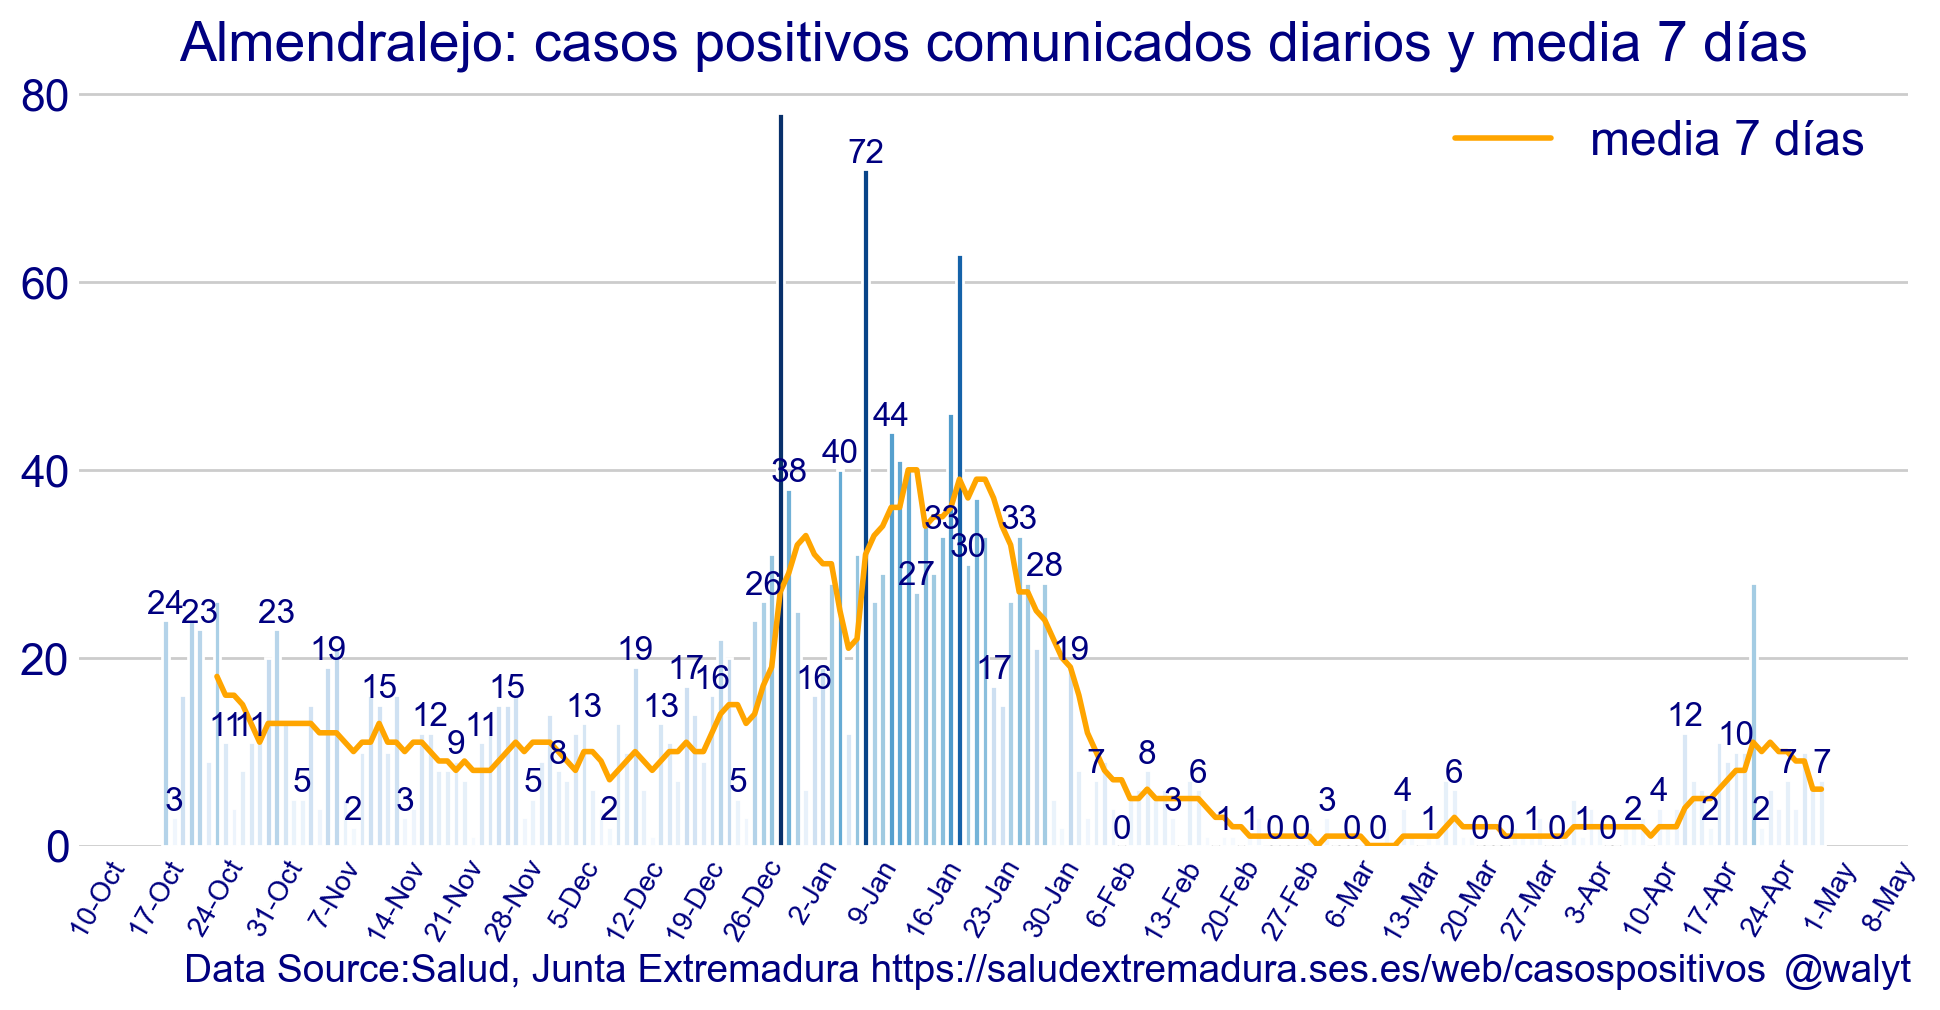 Almendralejo: casos positivos comunicados diarios y media 7 días
80
60
40
20
0
media 7 días
24
3
23
11
11
23
5
19
2
15
3
12
9
11
15
5
8
13
2
19
13
17
16
5
26
38
16
40
72
44
27
33
30
17
33
28
19
7
0
8
3
6
1
1
0
0
3
0
0
4
1
6
0
0
1
0
1
0
2
4
12
2
10
2
7
7
10-Oct
17-Oct
24-Oct
31-Oct
7-Nov
14-Nov
21-Nov
28-Nov
5-Dec
12-Dec
19-Dec
26-Dec
2-Jan
9-Jan
16-Jan
23-Jan
30-Jan
6-Feb
13-Feb
20-Feb
27-Feb
6-Mar
13-Mar
20-Mar
27-Mar
3-Apr
10-Apr
17-Apr
24-Apr
1-May
8-May
Data Source:Salud, Junta Extremadura https://saludextremadura.ses.es/web/casospositivos @walyt